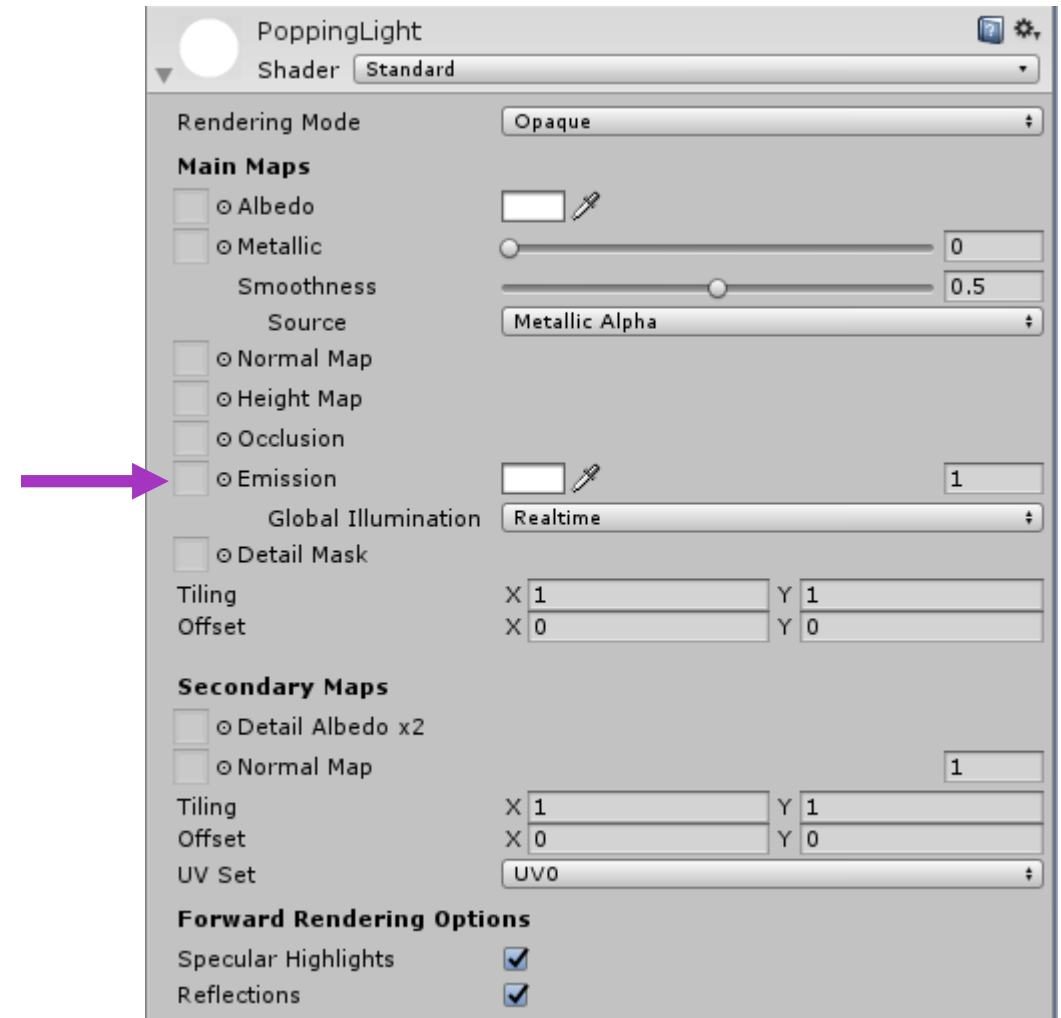 PoppingLight
Shader Standard
Rendering Mode Opaque
Main Maps
Albedo
Metallic 0
Smoothness 0.5
Source Metallic Alpha
Normal Map
Height Map
Occlusion
Emission 1
Global Illumination Realtime
Detail Mask
Tiling X 1 Y 1
Offset X 0 Y 0
Secondary Maps
Detail Albedo x2
Normal Map 1
Tiling X 1 Y 1
Offset X 0 Y 0
UV Set UV0
Forward Rendering Options
Specular Highlights
Reflections